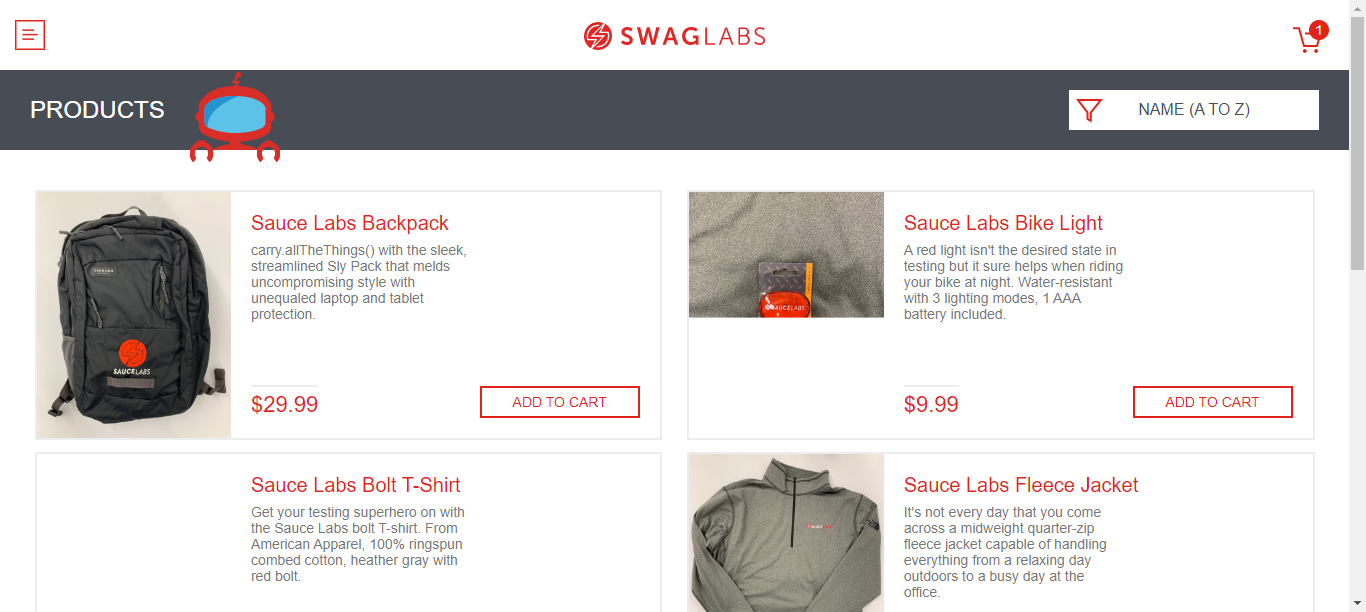 SWAGLABS
1
PRODUCTS
NAME (A TO Z)
Sauce Labs Backpack
carry.allTheThings() with the sleek,
streamlined Sly Pack that melds
uncompromising style with
unequaled laptop and tablet
protection.
$29.99
ADD TO CART
SAUCELABS
Sauce Labs Bike Light
A red light isn't the desired state in
testing but it sure helps when riding
your bike at night. Water-resistant
with 3 lighting modes, 1 AAA
battery included.
$9.99
ADD TO CART
SAUCELABS
Sauce Labs Bolt T-Shirt
Get your testing superhero on with
the Sauce Labs bolt T-shirt. From
American Apparel, 100% ringspun
combed cotton, heather gray with
red bolt.
Sauce Labs Fleece Jacket
It's not every day that you come
across a midweight quarter-zip
fleece jacket capable of handling
everything from a relaxing day
outdoors to a busy day at the
office.